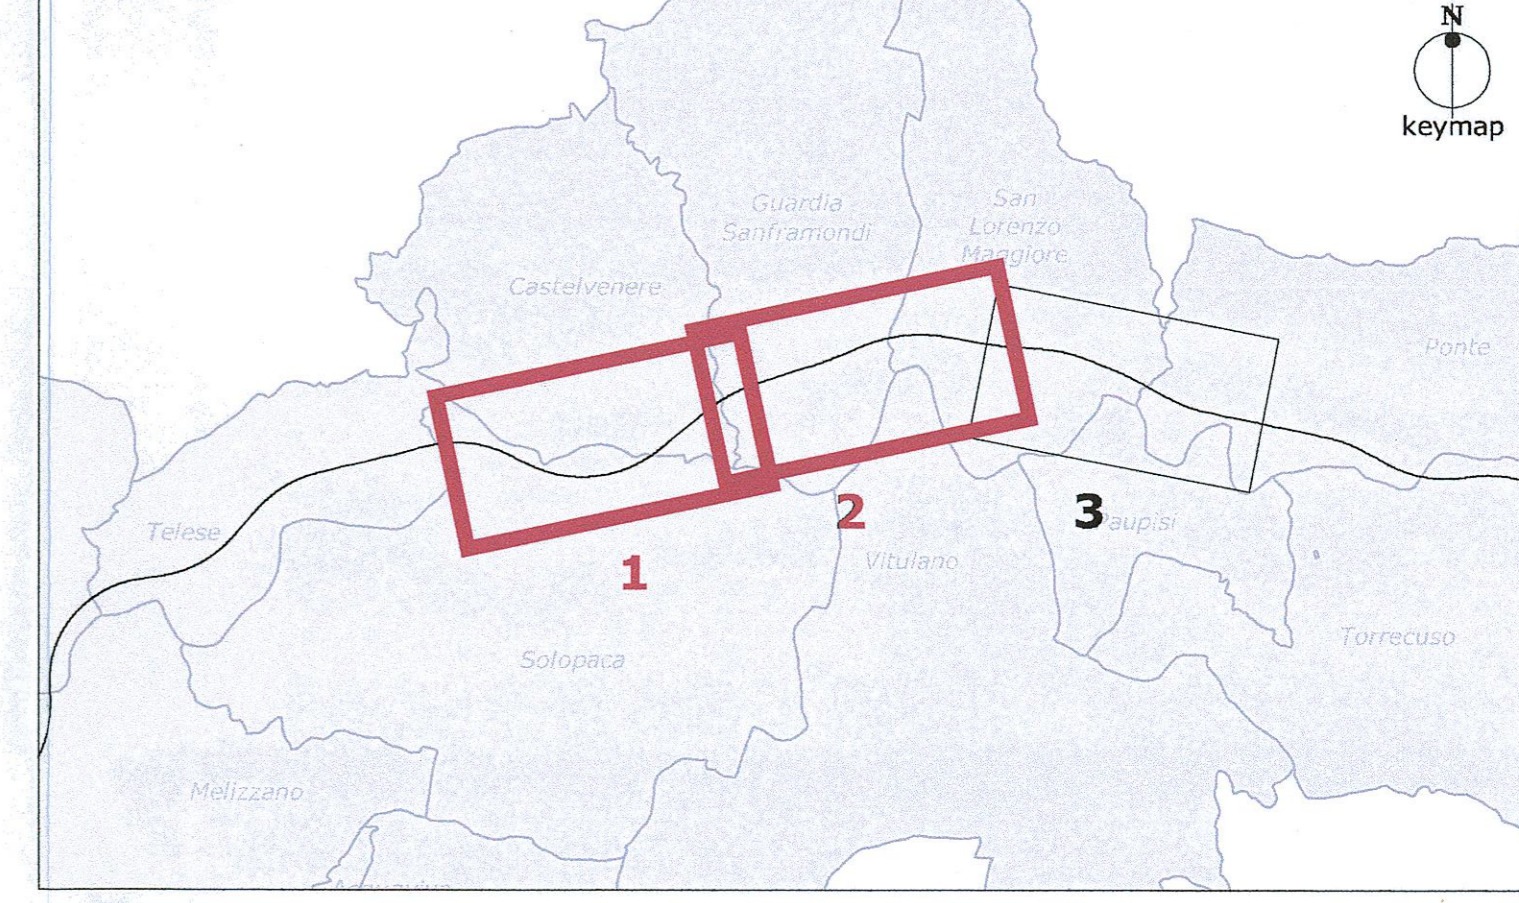 N
keymap
Guardia
Sanframondi
San
Lorenzo
Maggiore
Castelvenere
Ponte
Telese
2
3
Paupisi
1
Vitulano
Solopaca
Torrecuso
Melizzano